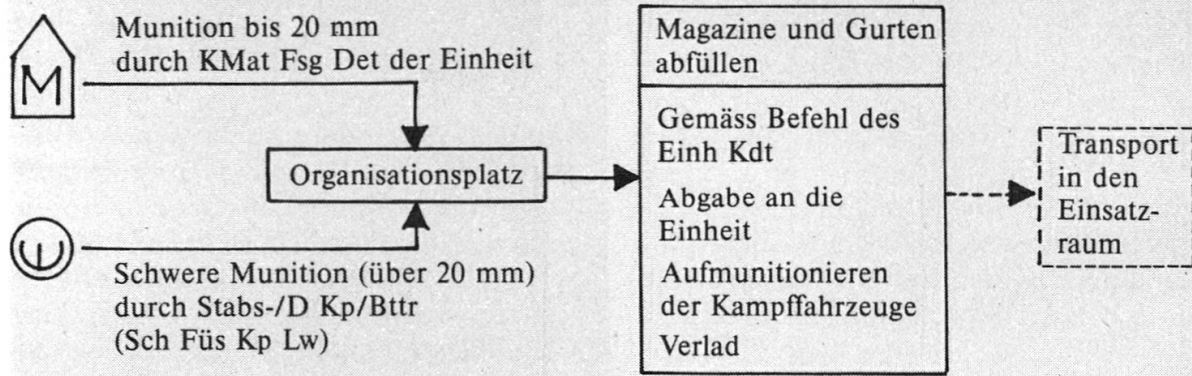 M
Munition bis 20 mm
durch KMat Fsg Det der Einheit
Organisationsplatz
Schwere Munition (über 20 mm)
durch Stabs-/D Kp/Bttr
(Sch Füs Kp Lw)
Magazine und Gurten
abfüllen
Gemäss Befehl des
Einh Kdt
Abgabe an die
Einheit
Aufmunitionieren
der Kampffahrzeuge
Verlad
Transport
in den
Einsatz-
raum